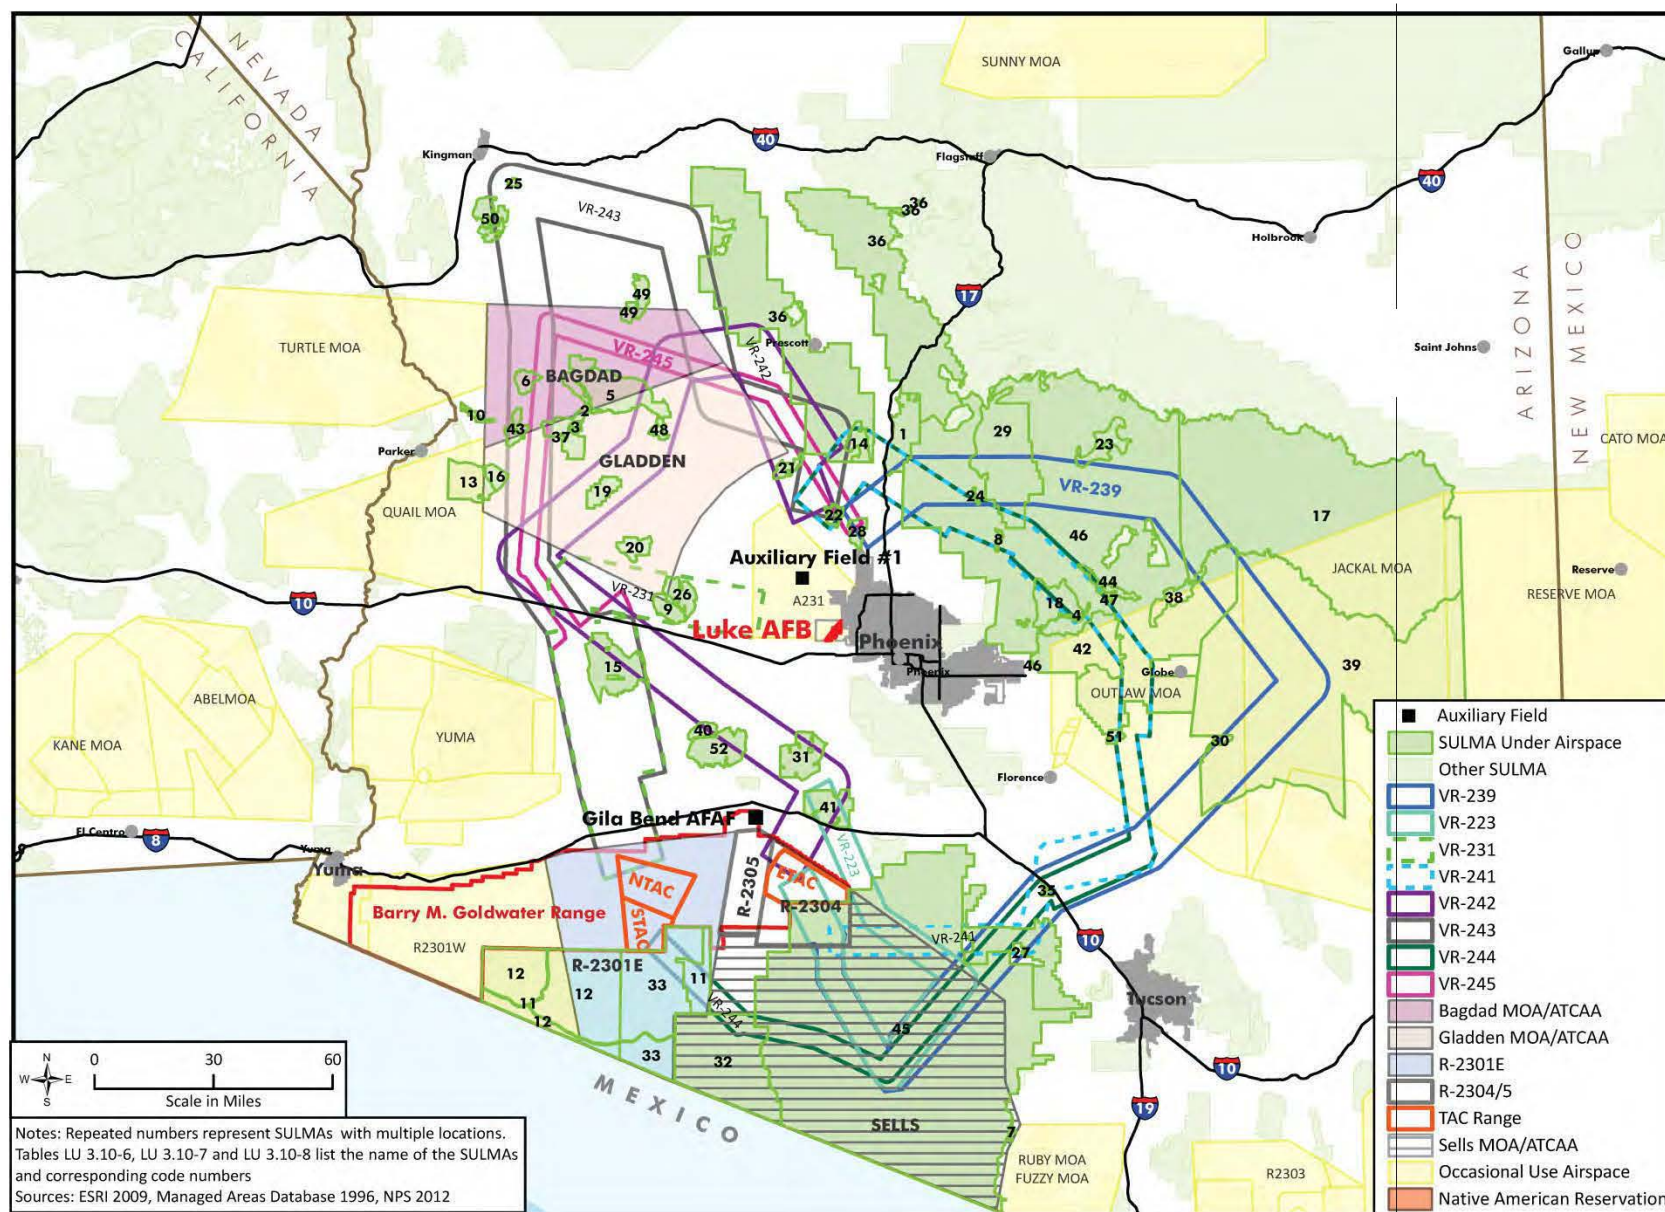 SUNNY MOA
Gallup
NEVADA
CALIFORNIA
40
Kingman
Flagstaff
40
25
VR-243
36
36
50
36
Holbrook
ARIZONA
NEW MEXICO
17
49
49
36
TURTLE MOA
VR-245
VR-242
Prescott
Saint Johns
6
BAGDAD
5
10
2
43
3
37
48
14
1
29
23
CATO MOA
Parker
GLADDEN
21
13
16
19
24
VR-239
QUAIL MOA
22
28
46
17
20
8
Auxiliary Field #1
44
JACKAL MOA
Reserve
10
VR-231
26
9
A231
18
47
38
RESERVE MOA
4
Luke AFB
Phoenix
42
15
Phoenix
46
Globe
39
ABELMOA
OUTLAW MOA
KANE MOA
YUMA
40
52
31
51
30
Florence
41
Gila Bend AFAF
El Centro
8
Yuma
Yuma
VR-223
NTAC
R-2305
ETAC
35
Barry M. Goldwater Range
STAC
R-2304
R2301W
VR-241
10
27
12
R-2301E
11
12
33
11
12
VR-244
45
Tucson
33
32
10
MEXICO
SELLS
19
7
RUBY MOA
FUZZY MOA
R2303
N
W
E
S
0
30
60
Scale in Miles
Notes: Repeated numbers represent SULMAs with multiple locations.
Tables LU 3.10-6, LU 3.10-7 and LU 3.10-8 list the name of the SULMAs
and corresponding code numbers
Sources: ESRI 2009, Managed Areas Database 1996, NPS 2012
Auxiliary Field
SULMA Under Airspace
Other SULMA
VR-239
VR-223
VR-231
VR-241
VR-242
VR-243
VR-244
VR-245
Bagdad MOA/ATCAA
Gladden MOA/ATCAA
R-2301E
R-2304/5
TAC Range
Sells MOA/ATCAA
Occasional Use Airspace
Native American Reservation